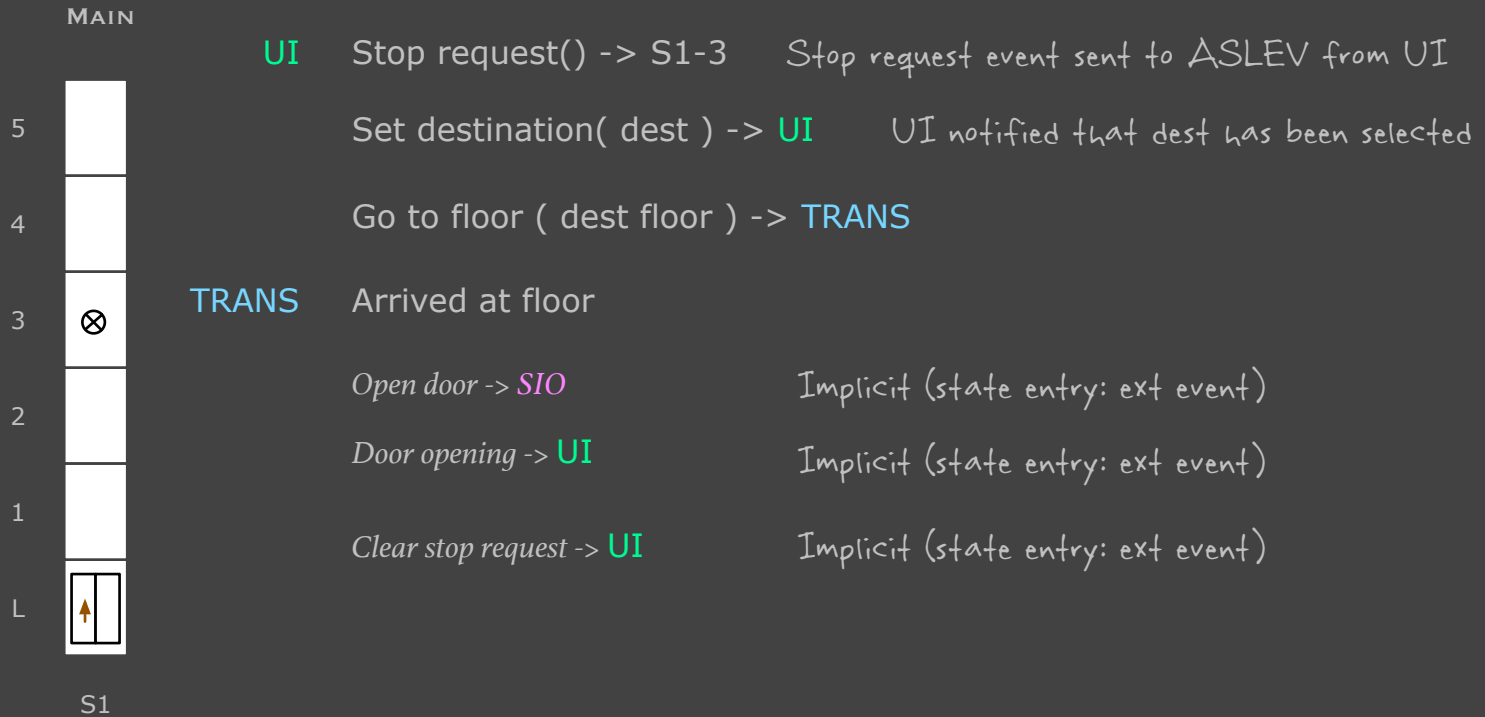 MAIN
UI Stop request() -> S1-3 Stop request event sent to ASLEV from UI
5 Set destination( dest ) -> UI UI notified that dest has been selected
4 Go to floor ( dest floor ) -> TRANS
3 TRANS Arrived at floor
Open door -> SIO Implicit (state entry: ext event)
2
Door opening -> UI Implicit (state entry: ext event)
1
Clear stop request -> UI Implicit (state entry: ext event)
L
S1